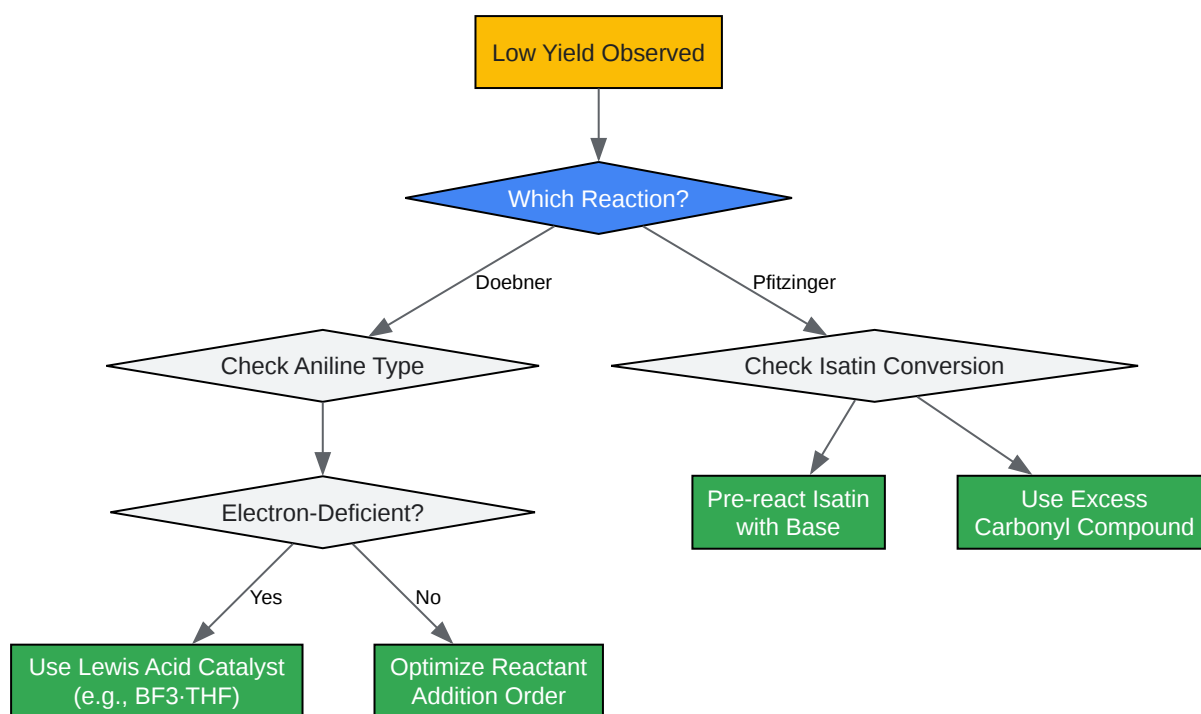 Low Yield Observed
Which Reaction?
Doebner
Pfitzinger
Check Aniline Type
Check Isatin Conversion
Electron-Deficient?
Pre-react Isatin
with Base
Use Excess
Carbonyl Compound
Yes
No
Use Lewis Acid Catalyst
(e.g., BF3·THF)
Optimize Reactant
Addition Order